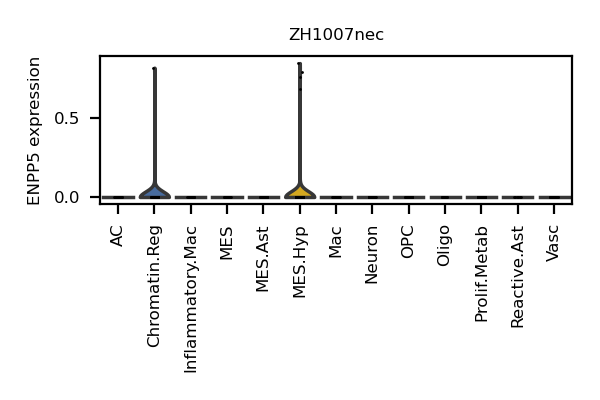 ZH1007nec
ENPP5 expression
0.5
0.0
AC
Chromatin.Reg
Inflammatory.Mac
MES
MES.Ast
MES.Hyp
Mac
Neuron
OPC
Oligo
Prolif.Metab
Reactive.Ast
Vasc